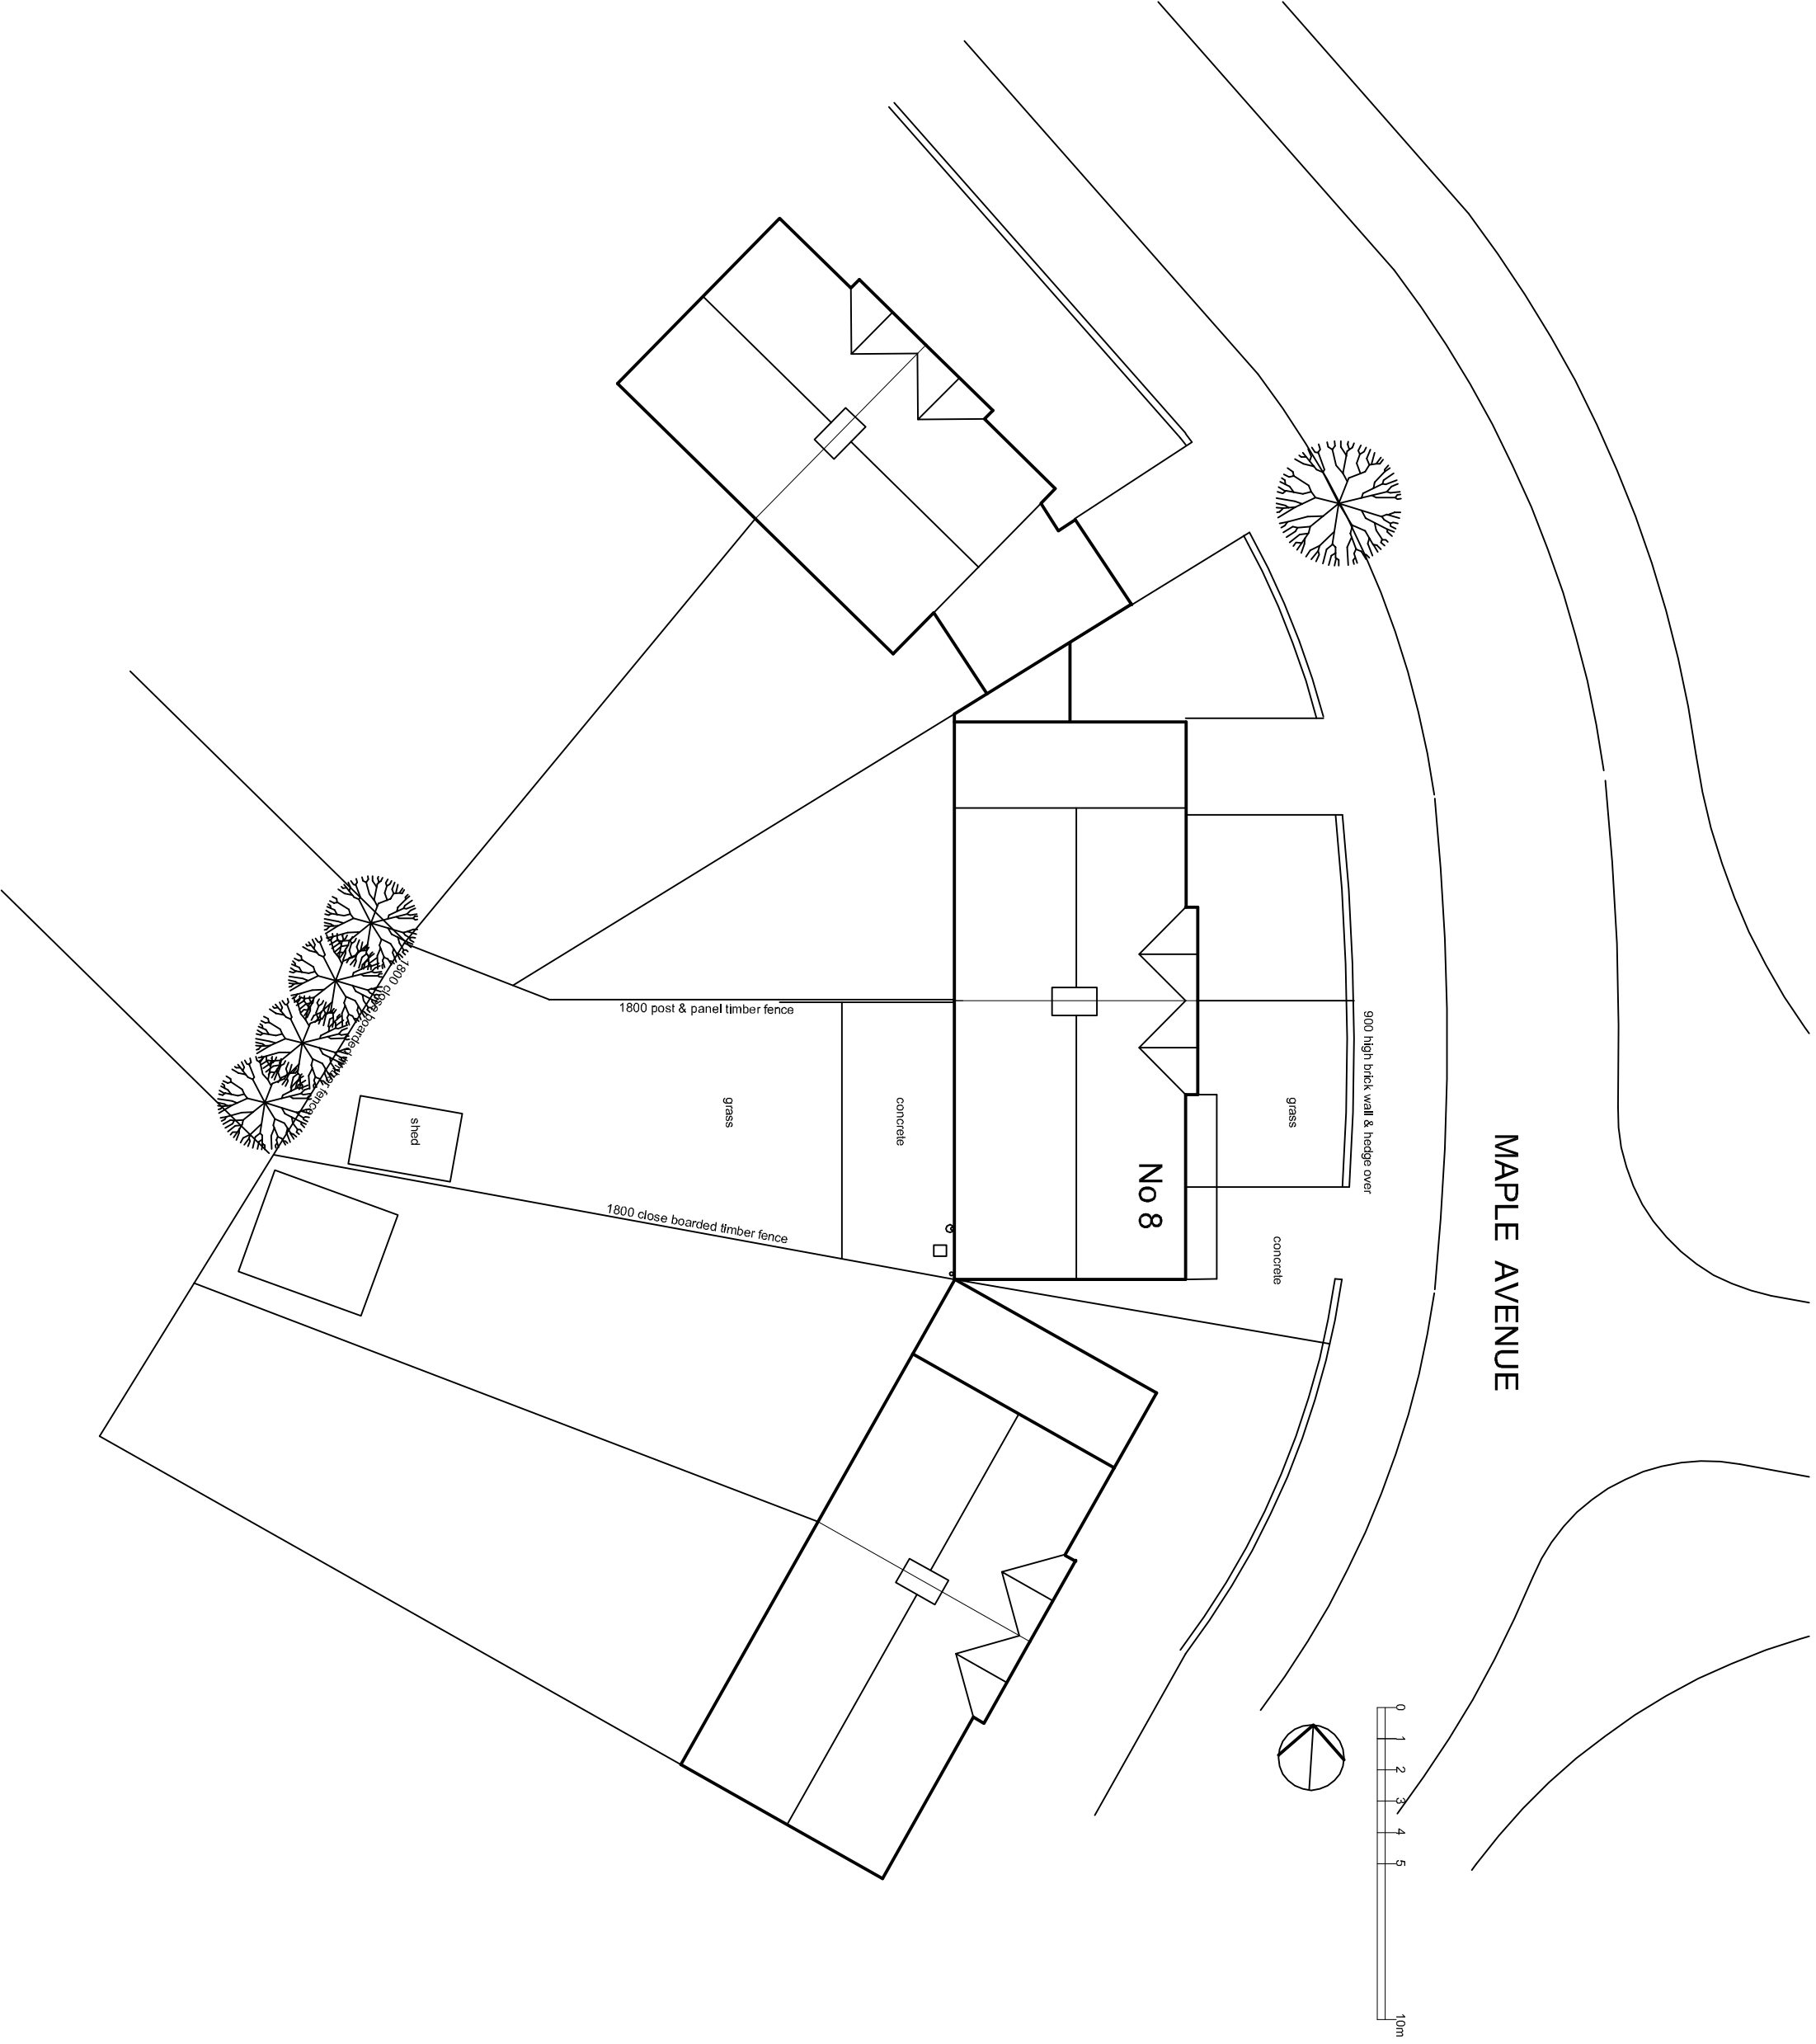 MAPLE AVENUE
900 high brick wall & hedge over
grass
concrete
No 8
concrete
grass
shed
1800 post & panel timber fence
1800 close boarded timber fence
1800 close boarded timber fence
0
1
2
3
4
5
10m